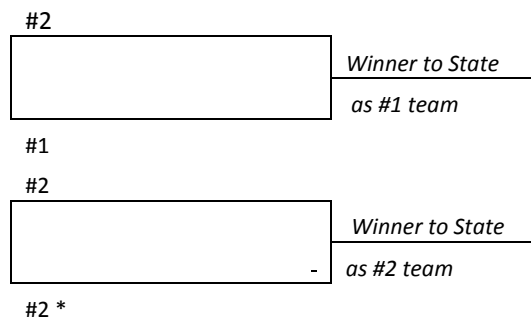 #2
Winner to State
as #1 team
#1
#2
Winner to State
- as #2 team
#2 *